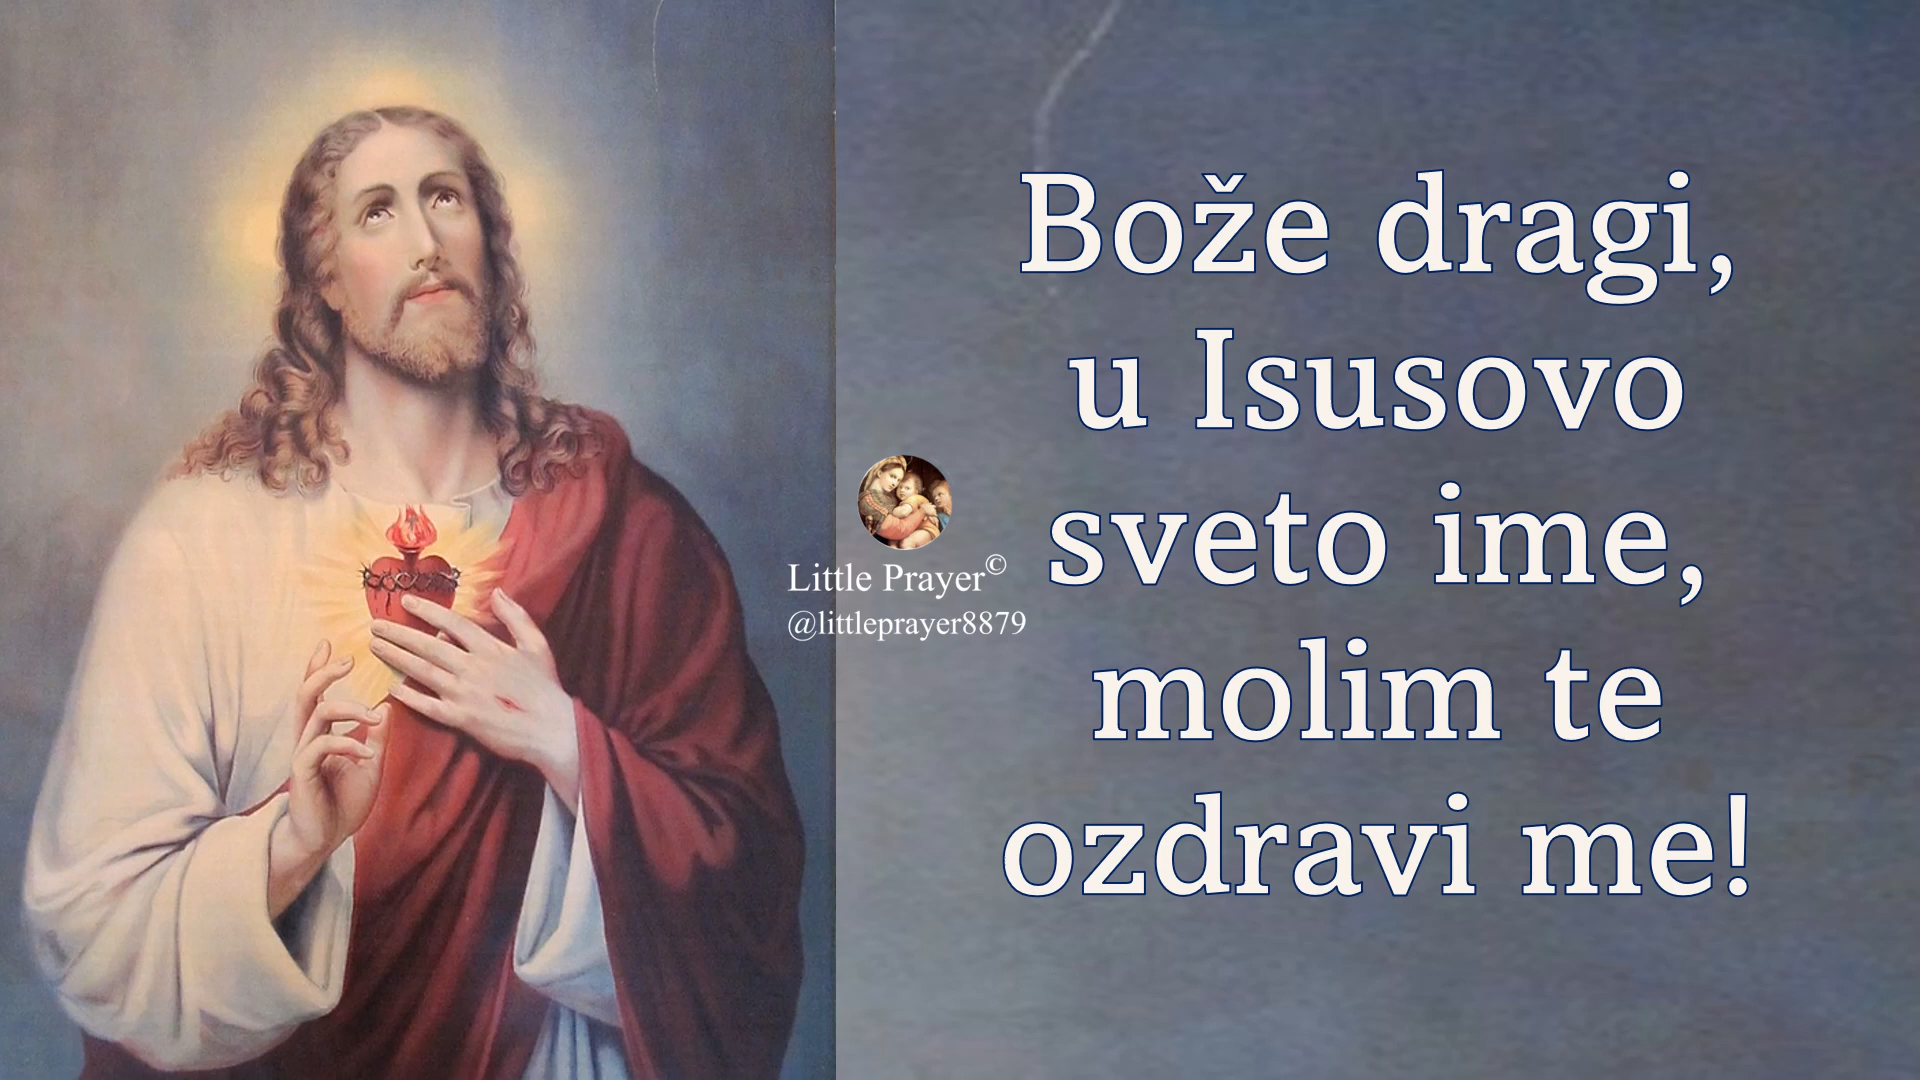 Bože dragi,
u Isusovo
sveto ime,
molim te
ozdravi me!
Little Prayer©
@littleprayer8879